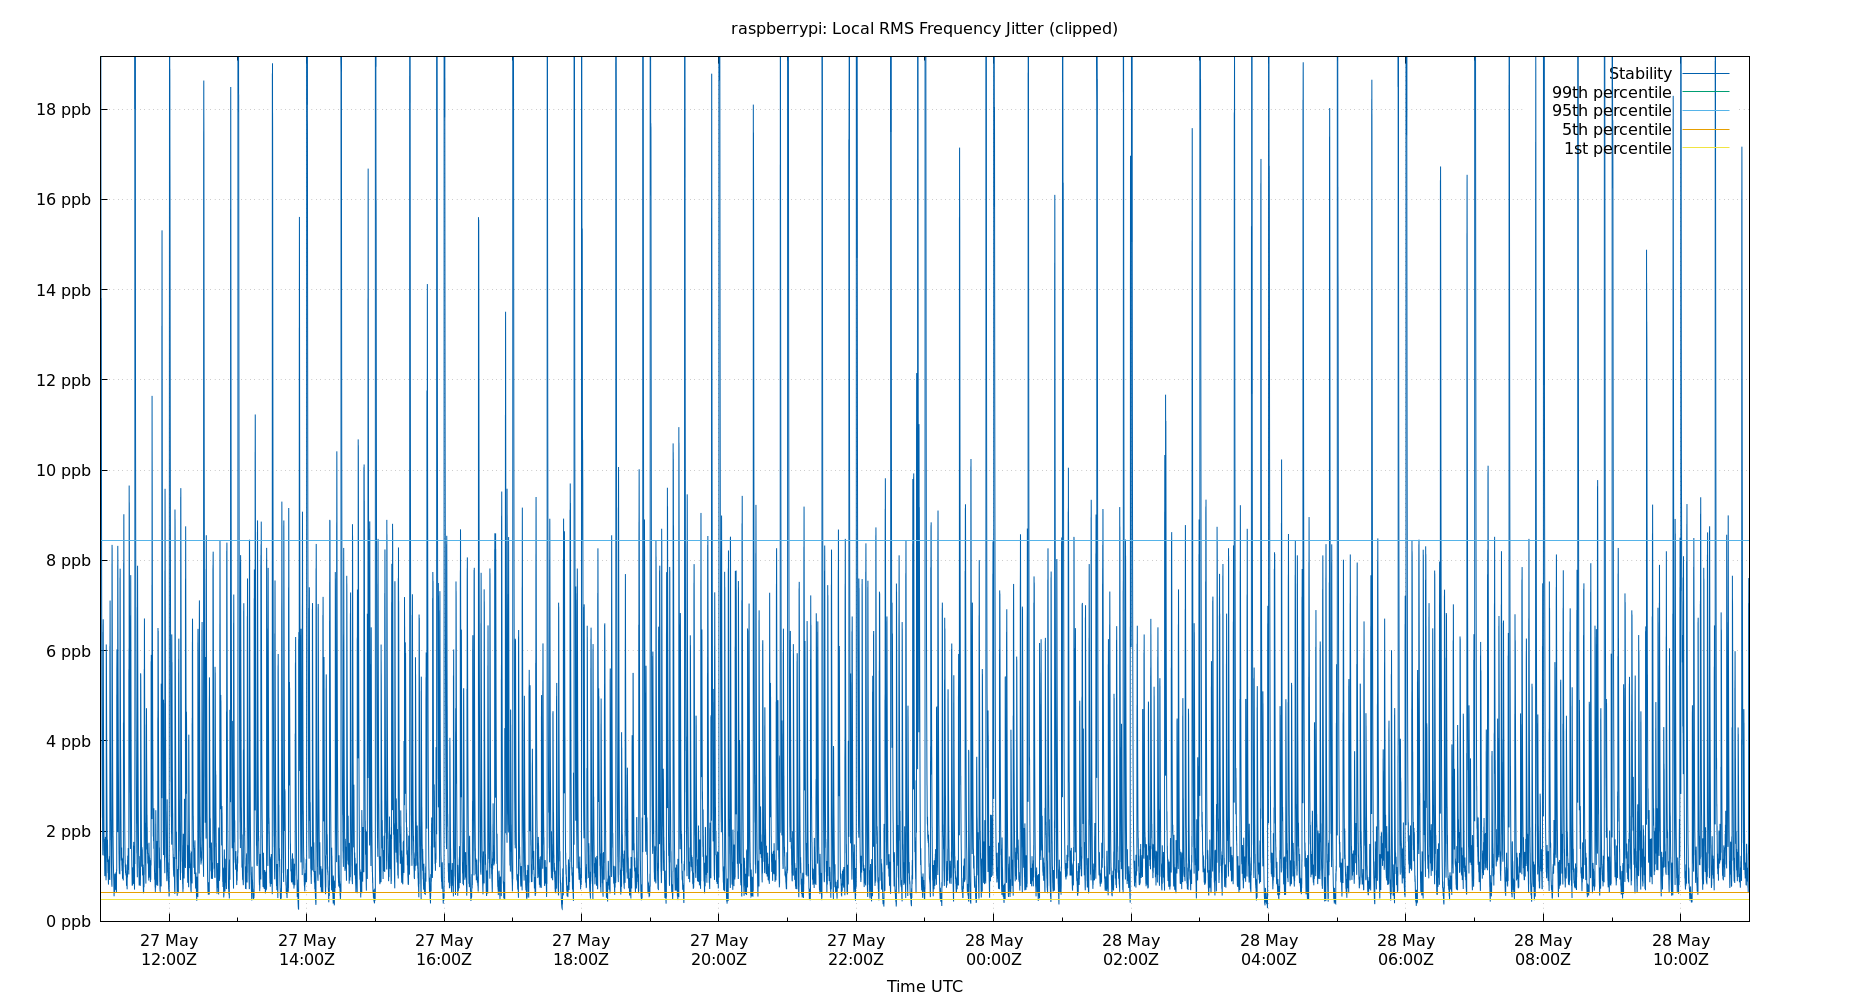 raspberrypi: Local RMS Frequency Jitter (clipped)
Stability
99th percentile
95th percentile
5th percentile
1st percentile
18 ppb
16 ppb
14 ppb
12 ppb
10 ppb
8 ppb
6 ppb
4 ppb
2 ppb
0 ppb
27 May 27 May 27 May 27 May 27 May 27 May 28 May 28 May 28 May 28 May 28 May 28 May
12:00Z 14:00Z 16:00Z 18:00Z 20:00Z 22:00Z 00:00Z 02:00Z 04:00Z 06:00Z 08:00Z 10:00Z
Time UTC